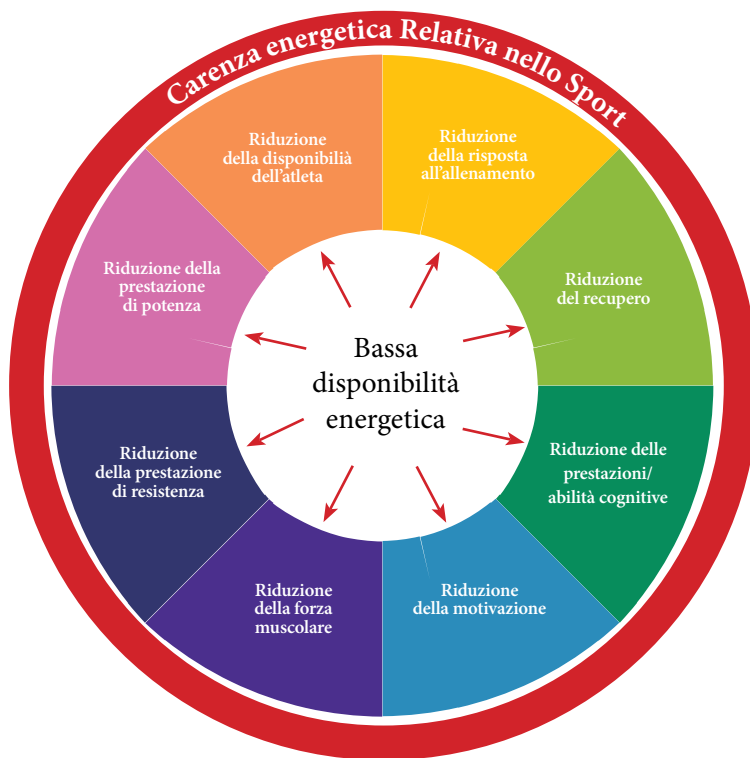 Carenza energetica Relativa nello Sport
Riduzione
della disponibilià
dell'atleta
Riduzione
della risposta
all'allenamento
Riduzione della
prestazione
di potenza
Riduzione
del recupero
Bassa
disponibilità
energetica
Riduzione
della prestazione
di resistenza
Riduzione delle
prestazioni/
abilità cognitive
Riduzione
della forza
muscolare
Riduzione
della motivazione